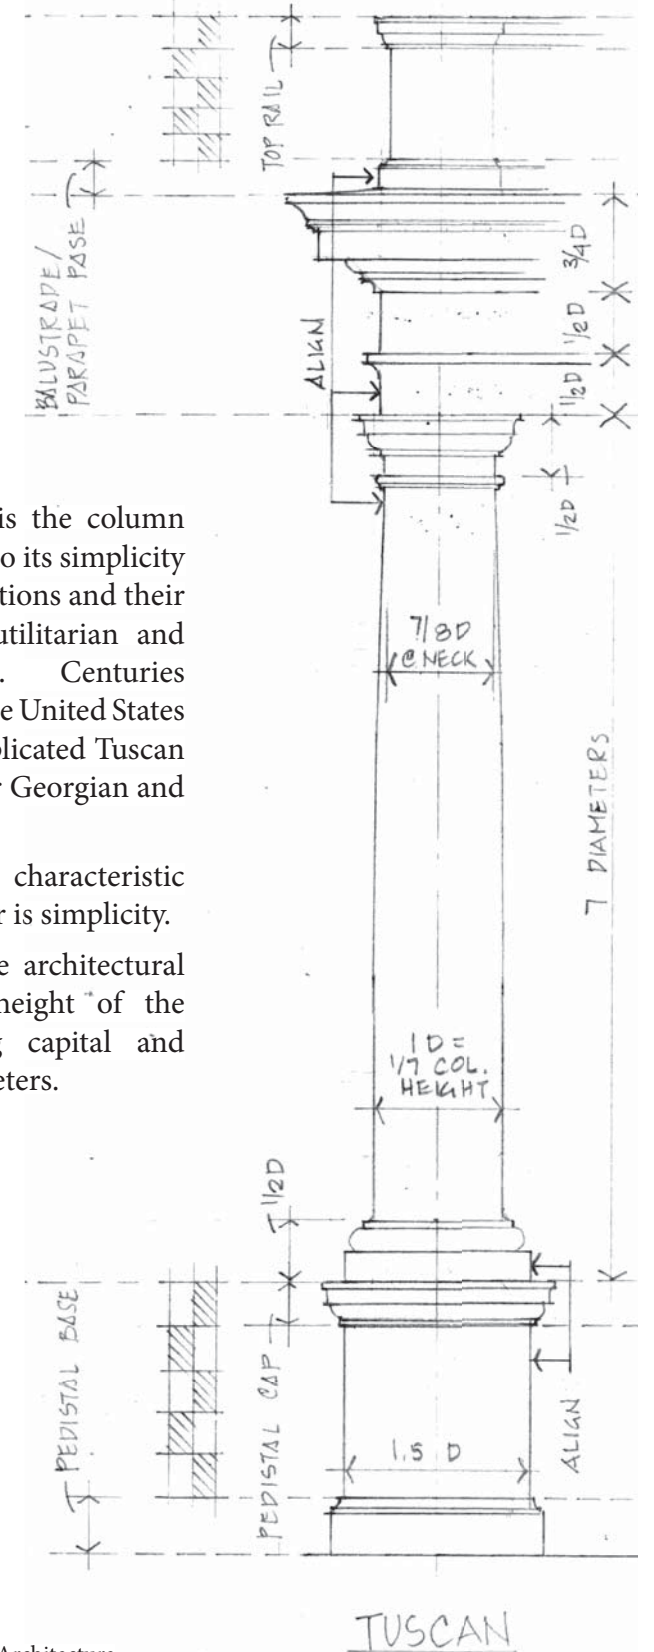 TOP RAIL
BALUSTRADE/
PARAPET BASE
3/4D
1/2D
1/2D
ALIGN
1/2D
is the column
o its simplicity
tions and their
utilitarian and
. Centuries
e United States
plicated Tuscan
r Georgian and
7/8D
@ NECK
7 DIAMETERS
characteristic
r is simplicity.
e architectural
neight of the
g capital and
eters.
1 D =
1/7 COL.
HEIGHT
1/2D
PEDISTAL BASE
PEDISTAL CAP
ALIGN
1.5 D
TUSCAN
Architecture